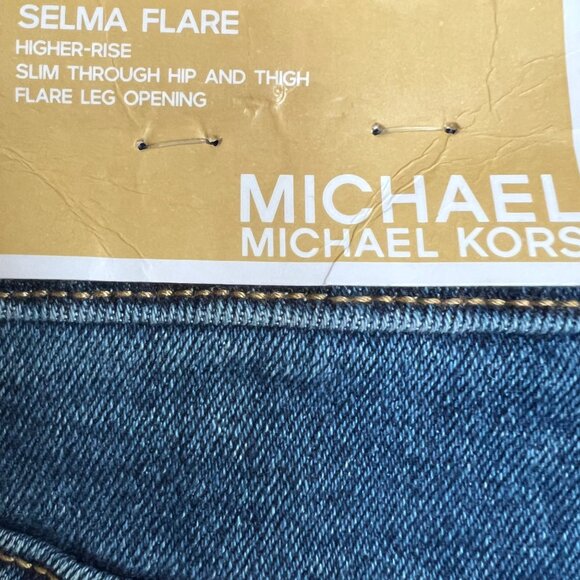 SELMA FLARE
HIGHER-RISE
SLIM THROUGH HIP AND THIGH
FLARE LEG OPENING
MICHAEL
MICHAEL KORS